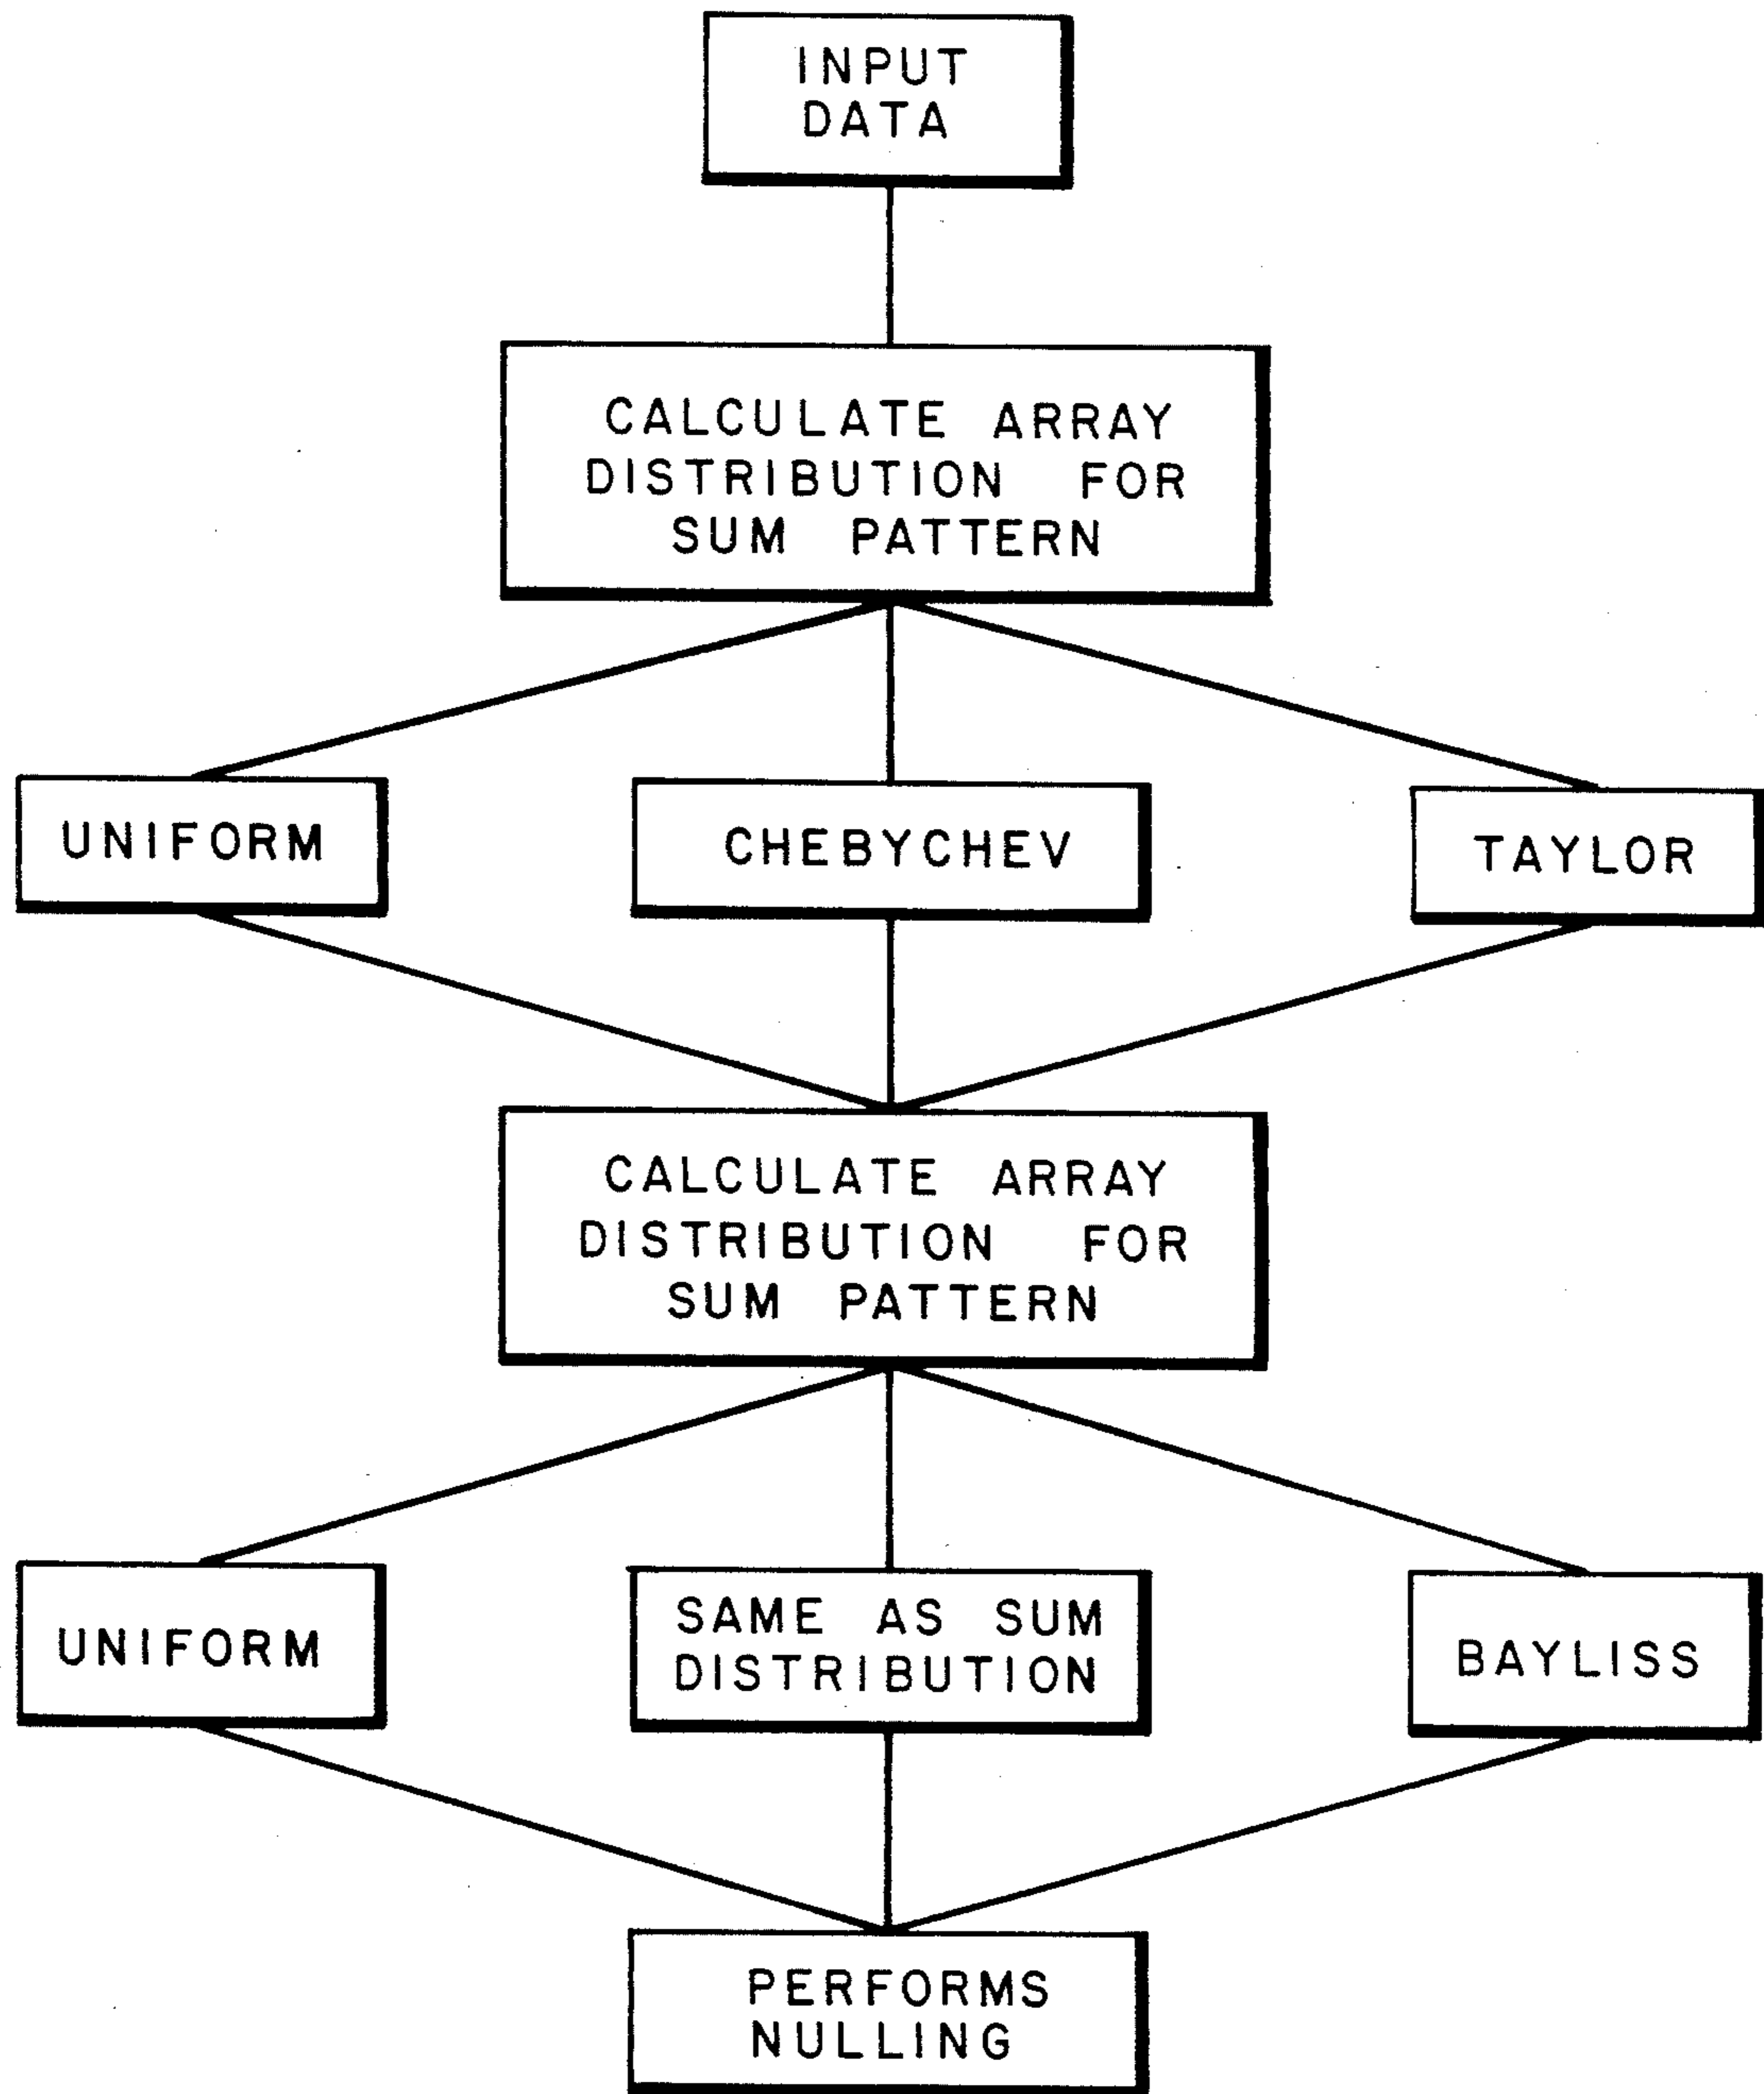 INPUT
DATA
CALCULATE ARRAY
DISTRIBUTION FOR
SUM PATTERN
UNIFORM
CHEBYCHEV
TAYLOR
CALCULATE ARRAY
DISTRIBUTION FOR
SUM PATTERN
UNIFORM
SAME AS SUM
DISTRIBUTION
BAYLISS
PERFORMS
NULLING